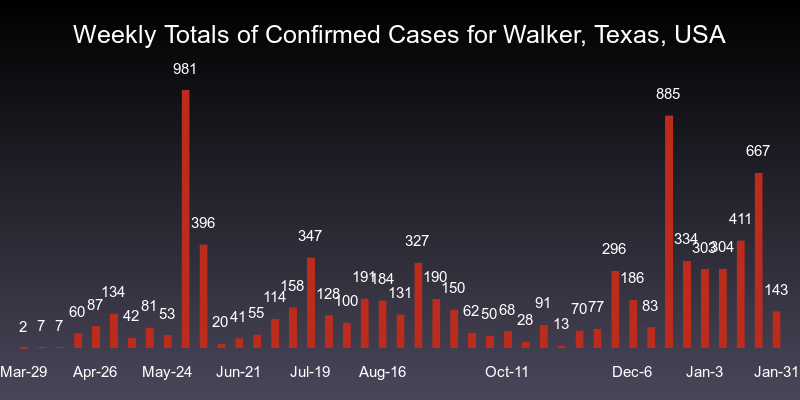 Weekly Totals of Confirmed Cases for Walker, Texas, USA
2 7 7 60 87 134 42 81 53 981 396 20 41 55 114 158 347 128 100 191 184 131 327 190 150 62 50 68 28 91 13 70 77 296 186 83 885 334 303 304 411 667 143
Mar-29 Apr-26 May-24 Jun-21 Jul-19 Aug-16 Oct-11 Dec-6 Jan-3 Jan-31